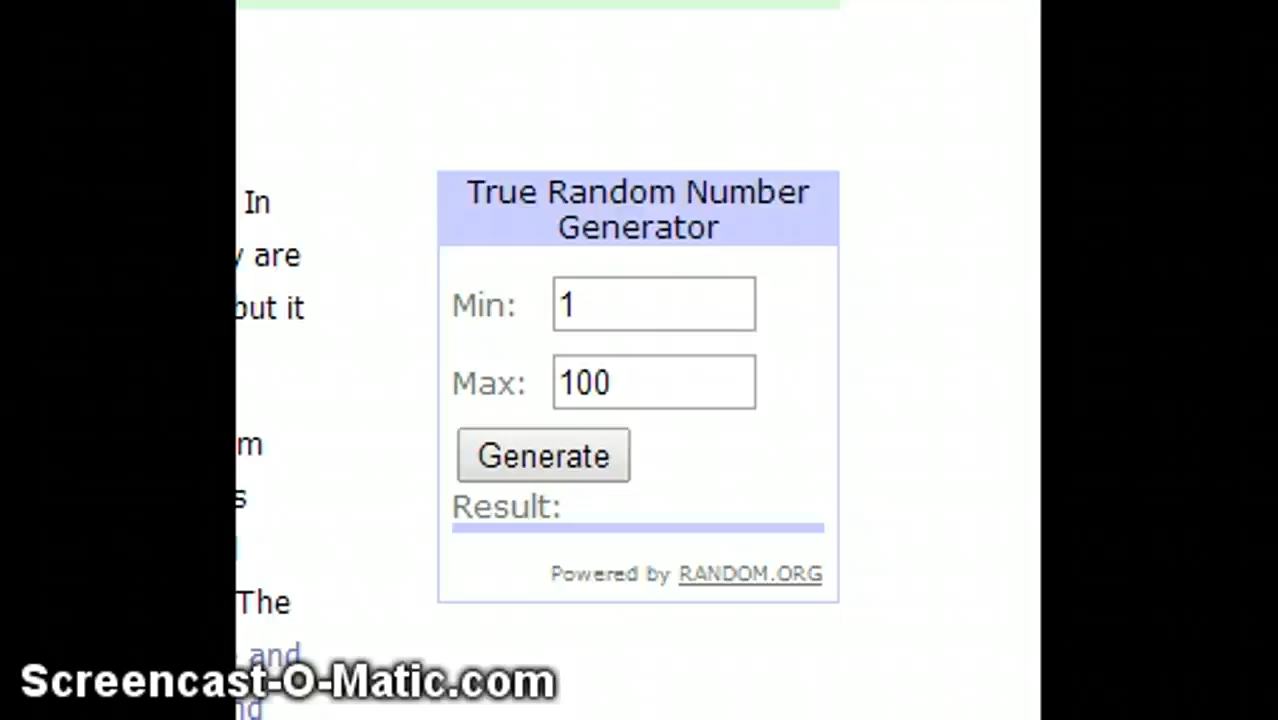 In
are
but it
True Random Number
Generator
Min: 1
Max: 100
Generate
Result:
Powered by RANDOM.ORG
The
and
Screencast-O-Matic.com